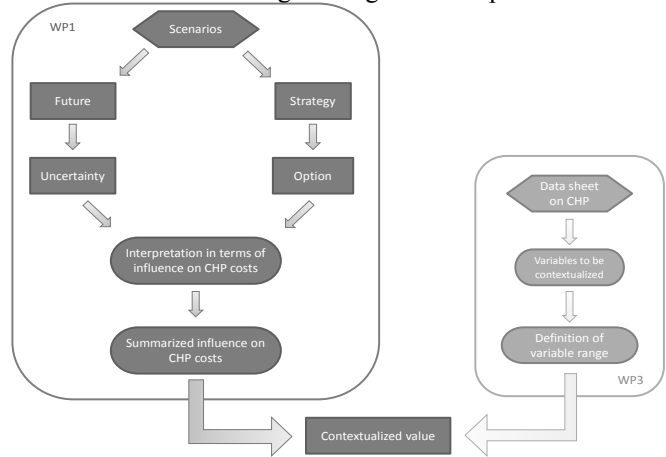 WP1
Scenarios
Future
Strategy
Uncertainty
Option
Interpretation in terms of
influence on CHP costs
Summarized influence on
CHP costs
Data sheet
on CHP
Variables to be
contextualized
Definition of
variable range
WP3
Contextualized value